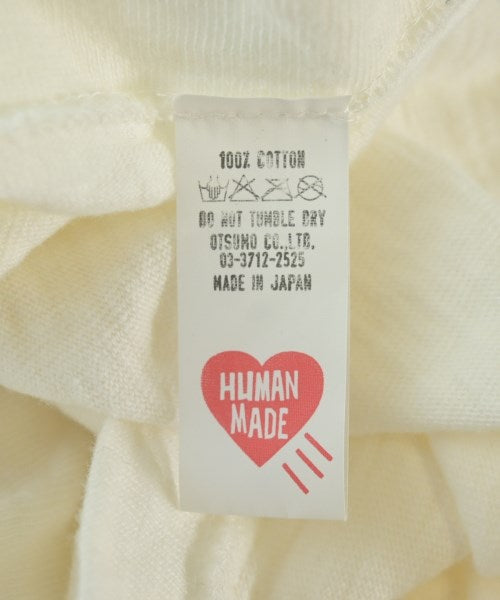 100% COTTON
DO NOT TUMBLE DRY
OTSUMO CO.,LTD.
03-3712-2525
MADE IN JAPAN
HUMAN
MADE